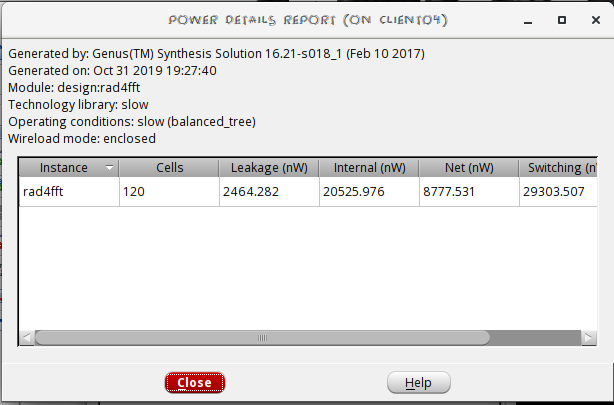 POWER DETAILS REPORT (ON CLIENT04)
Generated by: Genus(TM) Synthesis Solution 16.21-s018_1 (Feb 10 2017)
Generated on: Oct 31 2019 19:27:40
Module: design:rad4fft
Technology library: slow
Operating conditions: slow (balanced_tree)
Wireload mode: enclosed
Instance Cells Leakage (nW) Internal (nW) Net (nW) Switching (n
rad4fft 120 2464.282 20525.976 8777.531 29303.507
Close Help